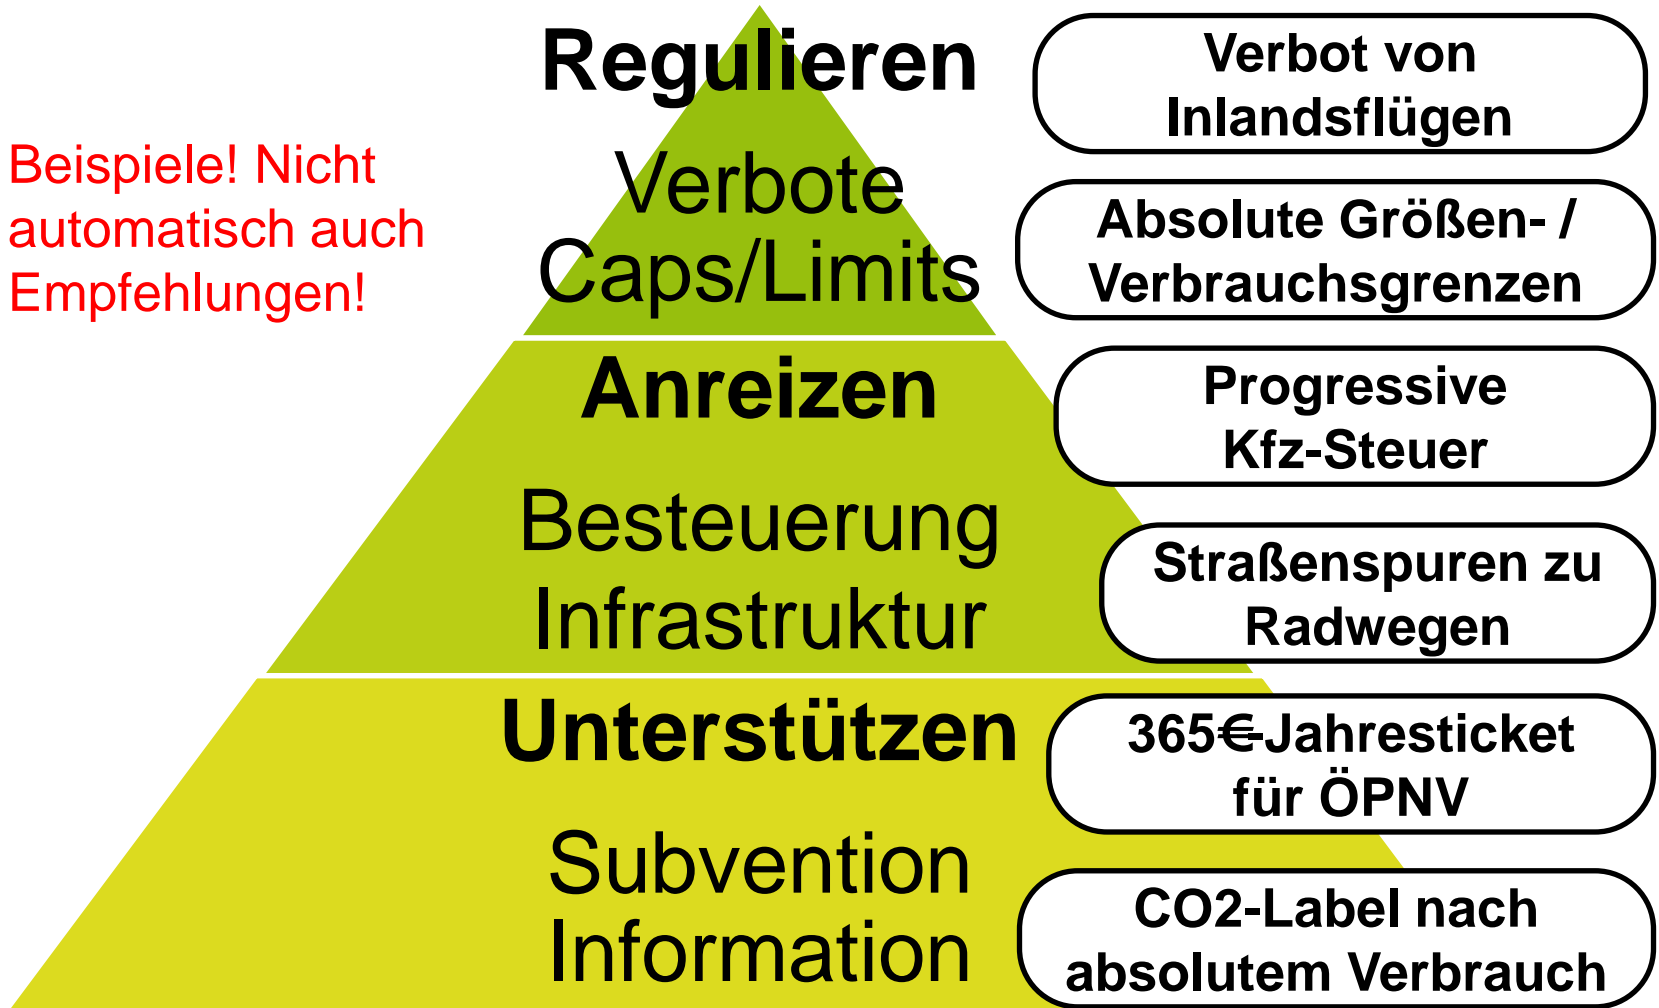 Regulieren
Verbote
Caps/Limits
Verbot von
Inlandsflügen
Absolute Größen- /
Verbrauchsgrenzen
Beispiele! Nicht
automatisch auch
Empfehlungen!
Anreizen
Besteuerung
Infrastruktur
Progressive
Kfz-Steuer
Straßenspuren zu
Radwegen
Unterstützen
Subvention
Information
365€-Jahresticket
für ÖPNV
CO2-Label nach
absolutem Verbrauch